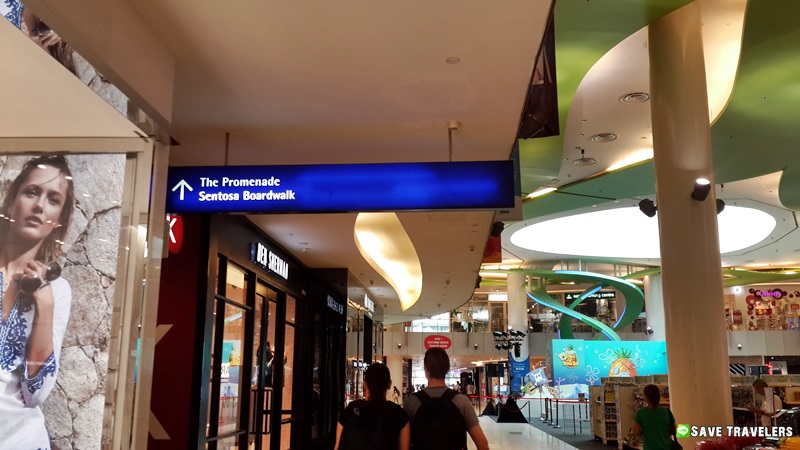 The Promenade
Sentosa Boardwalk
BEN SHERMAN
SAVE TRAVELERS